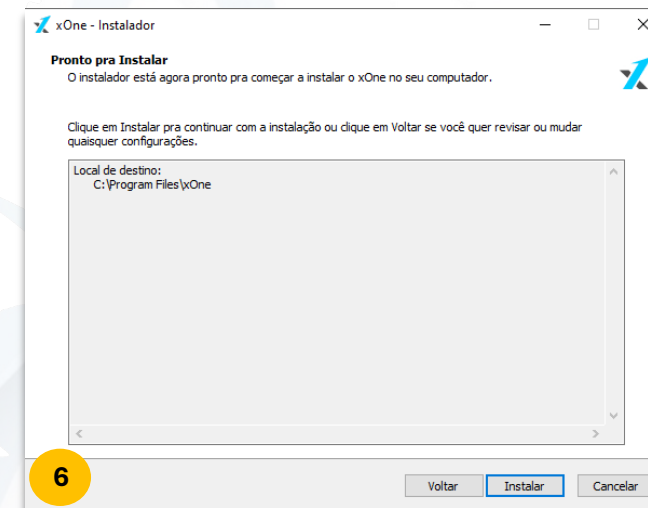 xOne - Instalador
Pronto pra Instalar
O instalador está agora pronto pra começar a instalar o xOne no seu computador.
Clique em Instalar pra continuar com a instalação ou clique em Voltar se você quer revisar ou mudar
quaisquer configurações.
Local de destino:
C:\Program Files\xOne
6
Voltar
Instalar
Cancelar